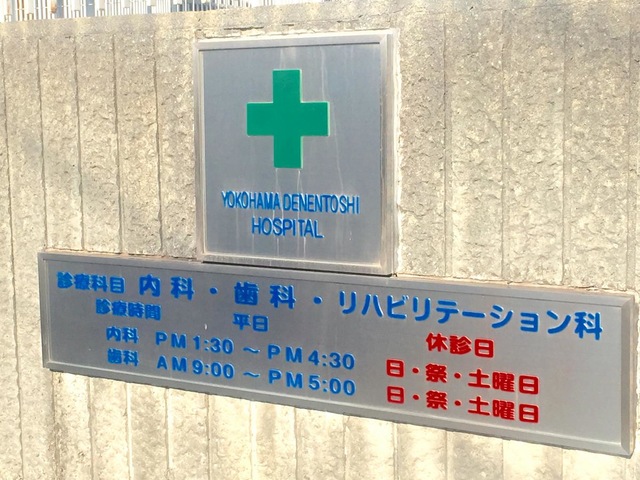 YOKOHAMA DENENTOSHI
HOSPITAL
診療科目 内科・歯科・リハビリテーション科
診療時間 平日 休診日
内科 PM1:30 ～ PM4:30 日・祭・土曜日
歯科 AM9:00 ～ PM5:00 日・祭・土曜日